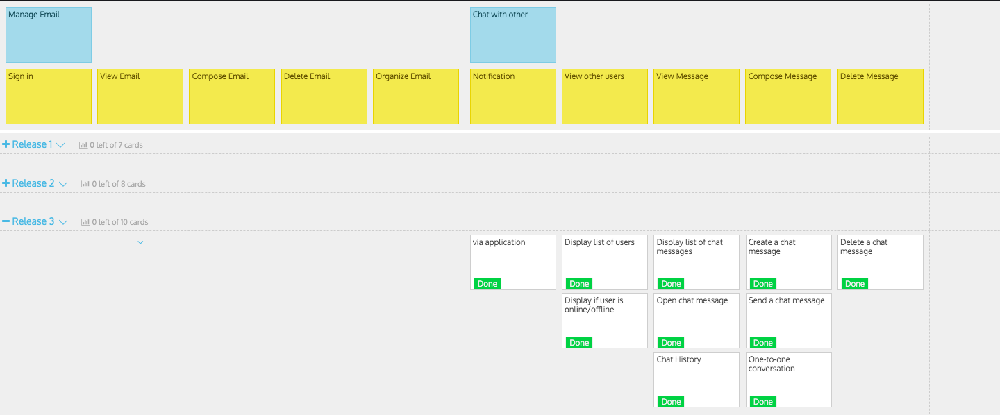 Manage Email
Chat with other
Sign in
View Email
Compose Email
Delete Email
Organize Email
Notification
View other users
View Message
Compose Message
Delete Message
Release 1
0 left of 7 cards
Release 2
0 left of 8 cards
Release 3
0 left of 10 cards
via application
Done
Display list of users
Done
Display list of chat
messages
Done
Create a chat
message
Done
Delete a chat
message
Done
Display if user is
online/offline
Done
Open chat message
Done
Send a chat message
Done
Chat History
Done
One-to-one
conversation
Done